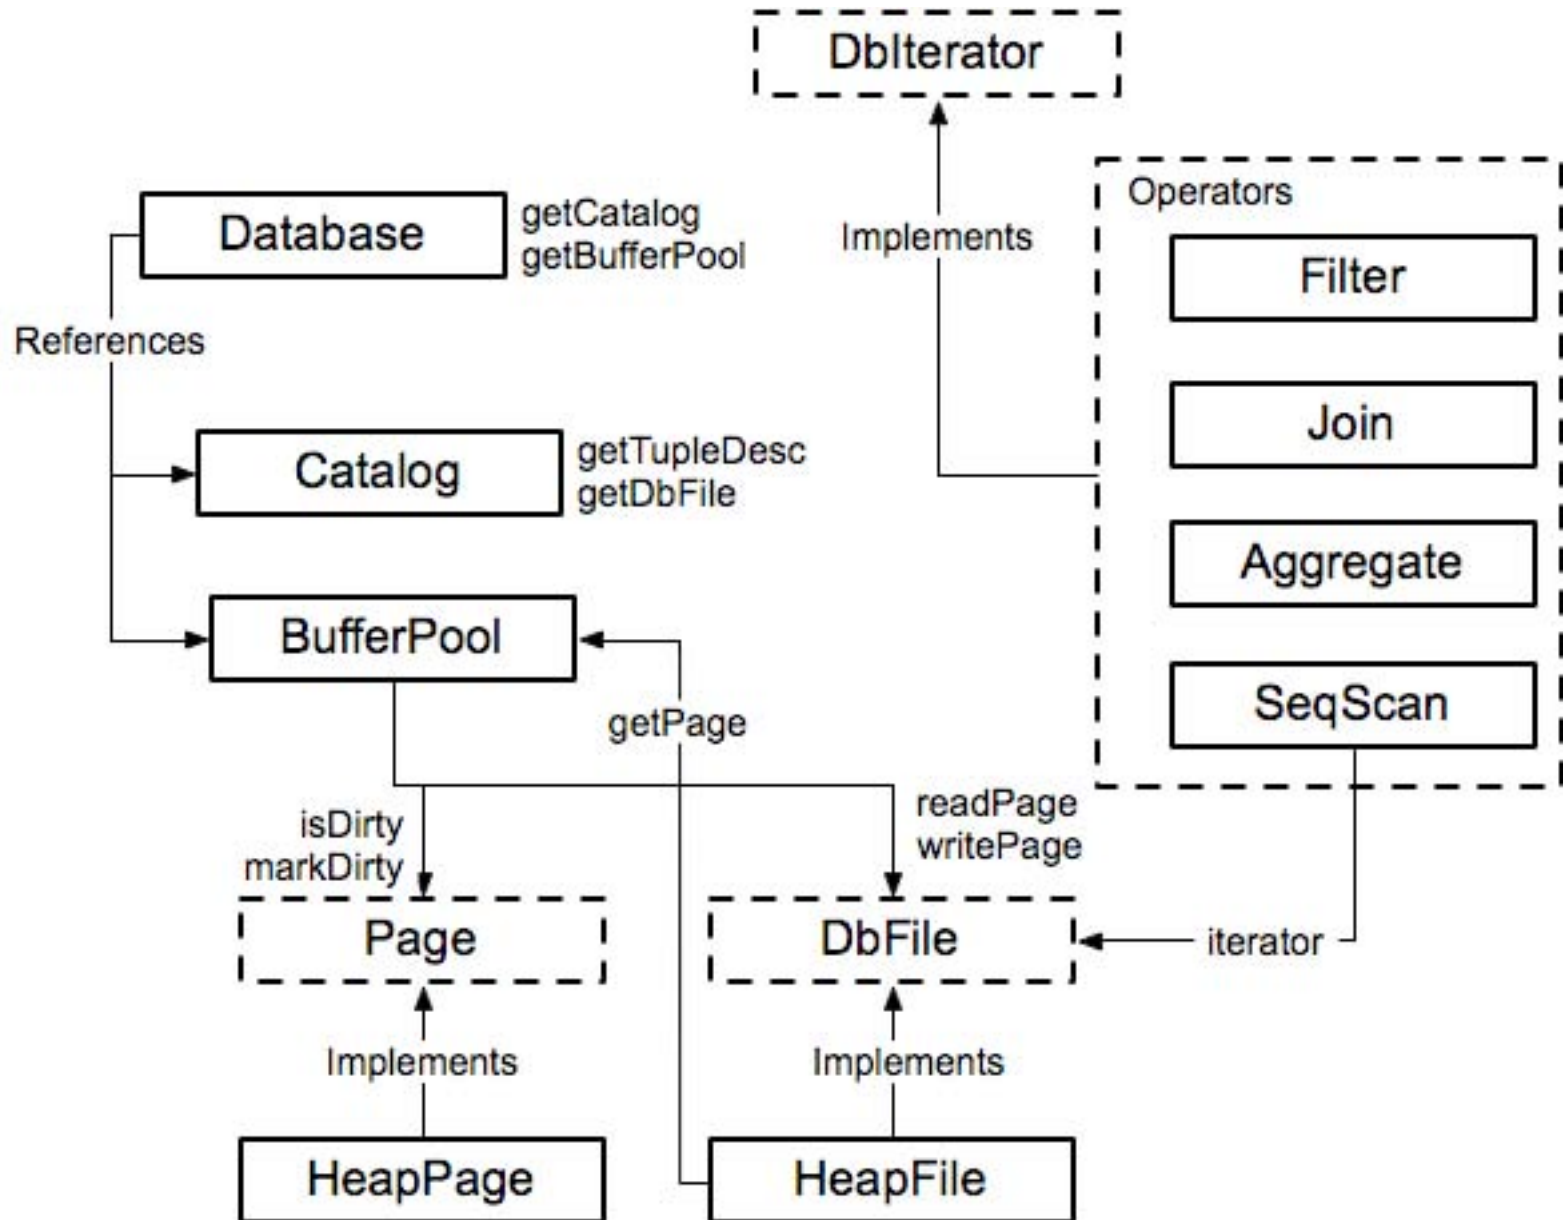 DbIterator
Operators
Database
getCatalog
getBufferPool
Implements
Filter
References
Join
Catalog
getTupleDesc
getDbFile
Aggregate
BufferPool
SeqScan
getPage
isDirty
markDirty
readPage
writePage
Page
DbFile
iterator
Implements
Implements
HeapPage
HeapFile